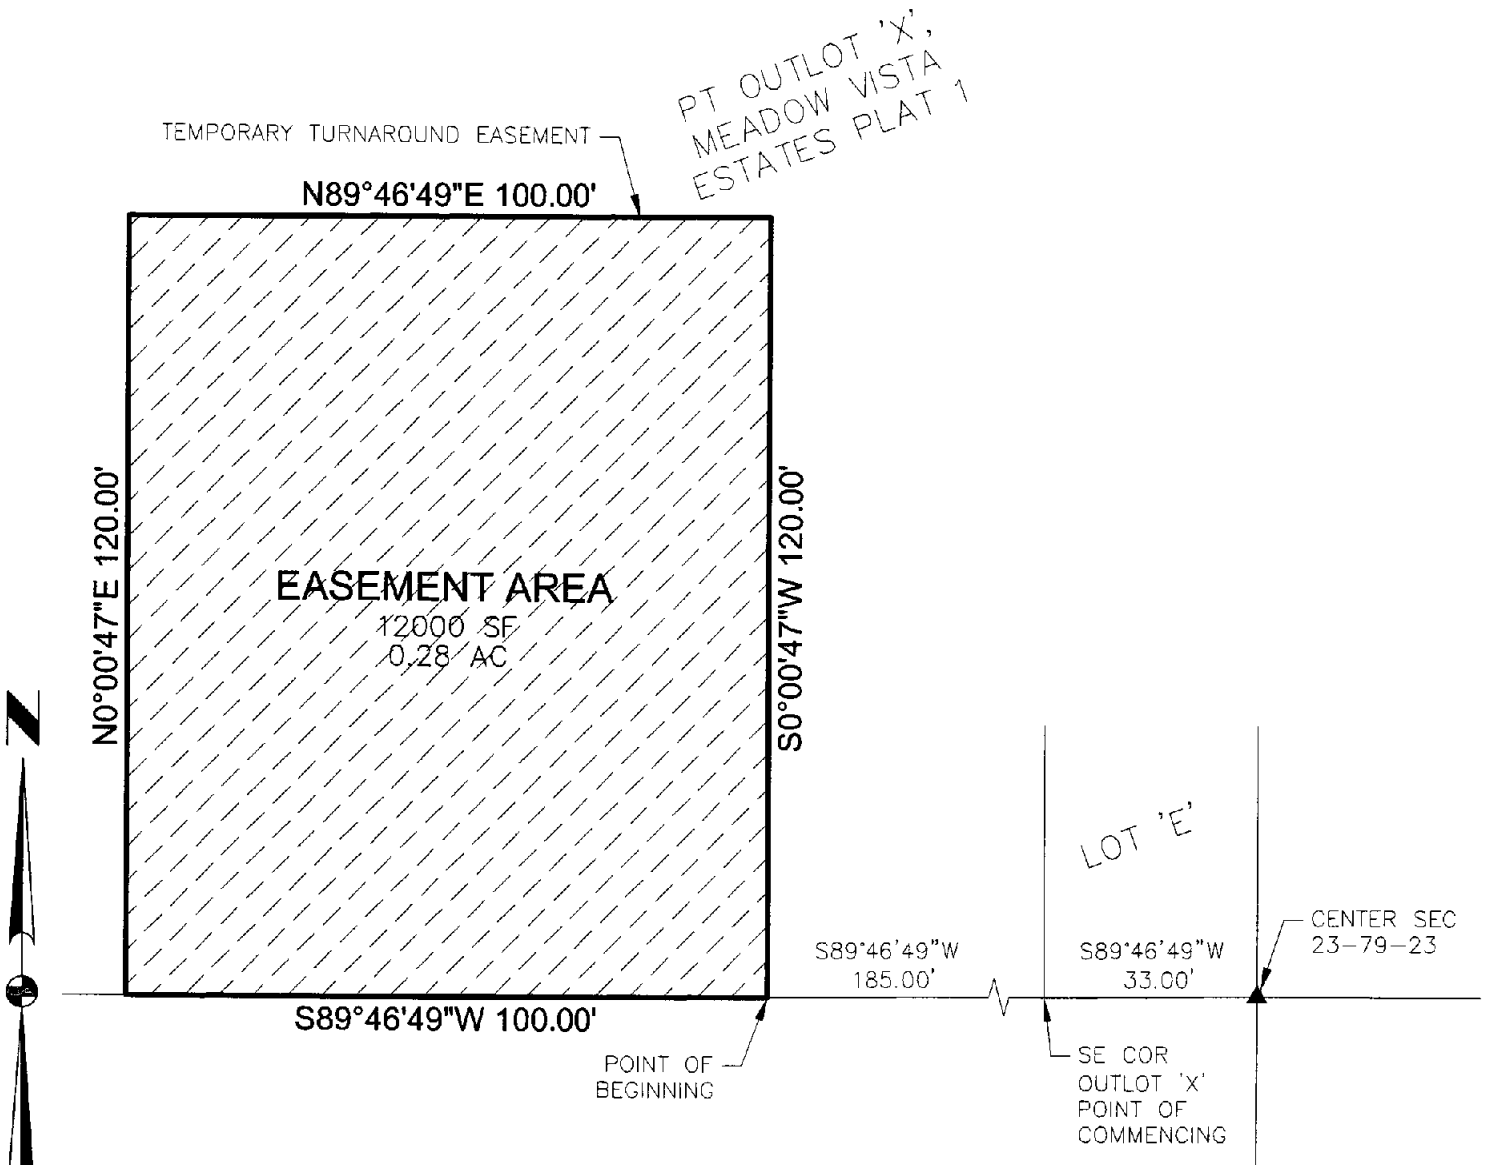 PT OUTLOT 'X',
MEADOW VISTA
ESTATES PLAT 1
TEMPORARY TURNAROUND EASEMENT
N89°46'49"E 100.00'
N0°00'47"E 120.00'
S0°00'47"W 120.00'
EASEMENT AREA
12000 SF
0.28 AC
N
LOT 'E'
CENTER SEC
23-79-23
S89°46'49"W
185.00'
S89°46'49"W
33.00'
S89°46'49"W 100.00'
POINT OF
BEGINNING
SE COR
OUTLOT 'X'
POINT OF
COMMENCING